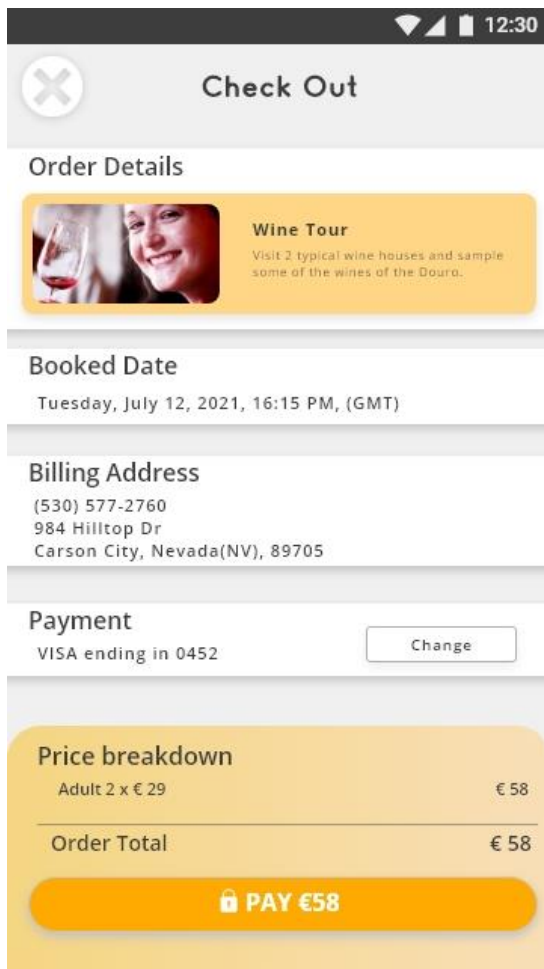 12:30
Check Out
Order Details
Wine Tour
Visit 2 typical wine houses and sample
some of the wines of the Douro.
Booked Date
Tuesday, July 12, 2021, 16:15 PM, (GMT)
Billing Address
(530) 577-2760
984 Hilltop Dr
Carson City, Nevada(NV), 89705
Payment
VISA ending in 0452
Change
Price breakdown
Adult 2 x € 29 € 58
Order Total € 58
PAY €58